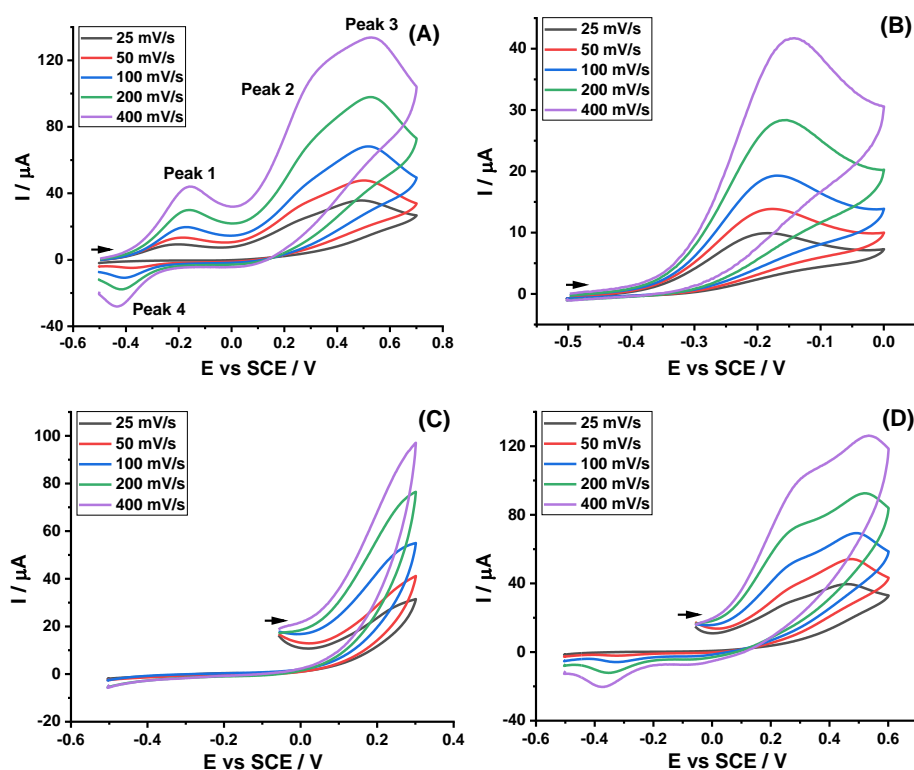 (A)
25 mV/s
50 mV/s
100 mV/s
200 mV/s
400 mV/s
Peak 1
Peak 2
Peak 3
Peak 4
I / µA
120
80
40
0
-40
-0.6 -0.4 -0.2 0.0 0.2 0.4 0.6 0.8
E vs SCE / V
(B)
25 mV/s
50 mV/s
100 mV/s
200 mV/s
400 mV/s
I / µA
40
30
20
10
0
-0.5 -0.4 -0.3 -0.2 -0.1 0.0
E vs SCE / V
(C)
25 mV/s
50 mV/s
100 mV/s
200 mV/s
400 mV/s
I / µA
100
80
60
40
20
0
-20
-0.6 -0.4 -0.2 0.0 0.2 0.4
E vs SCE / V
(D)
25 mV/s
50 mV/s
100 mV/s
200 mV/s
400 mV/s
I / µA
120
80
40
0
-40
-0.6 -0.4 -0.2 0.0 0.2 0.4 0.6 0.8
E vs SCE / V